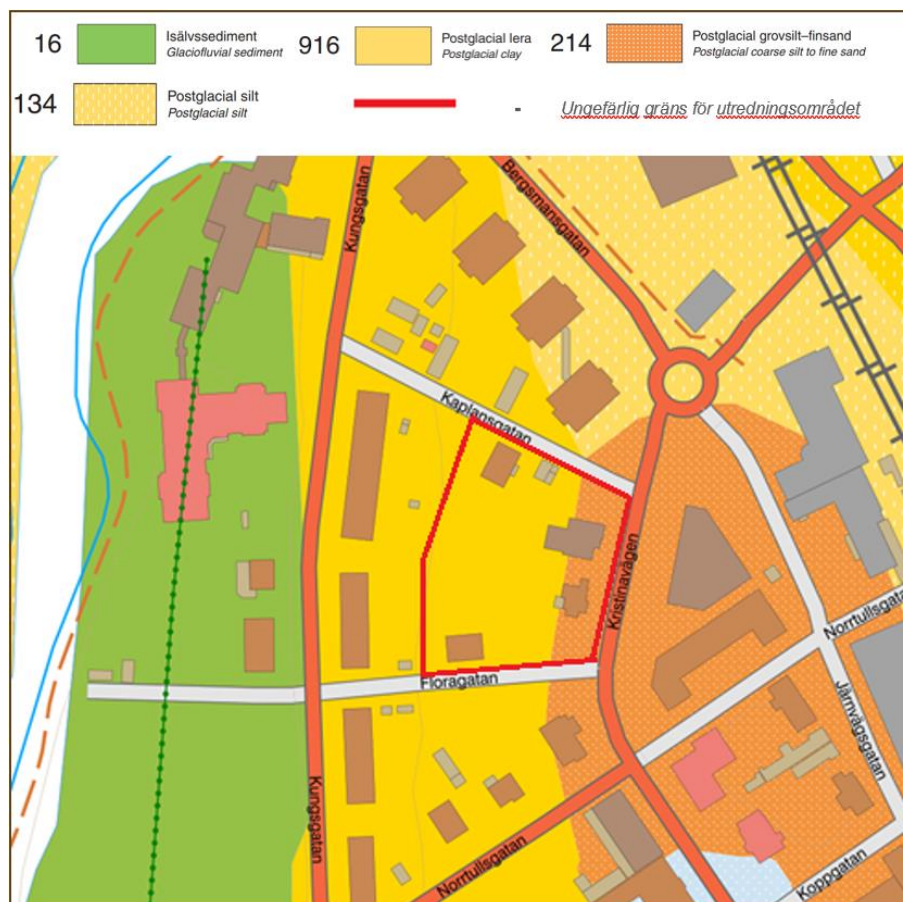 16
Isälvssediment
Glaciofluvial sediment
916
Postglacial lera
Postglacial clay
214
Postglacial grovsilt–finsand
Postglacial coarse silt to fine sand
134
Postglacial silt
Postglacial silt
-
Ungefärlig gräns för utredningsområdet
Kungsgatan
Bergsmansgatan
Kaplansgatan
Kristinavägen
Norrtullsgatan
Floragatan
Järnvägsgatan
Kungsgatan
Norrtullsgatan
Koppgatan